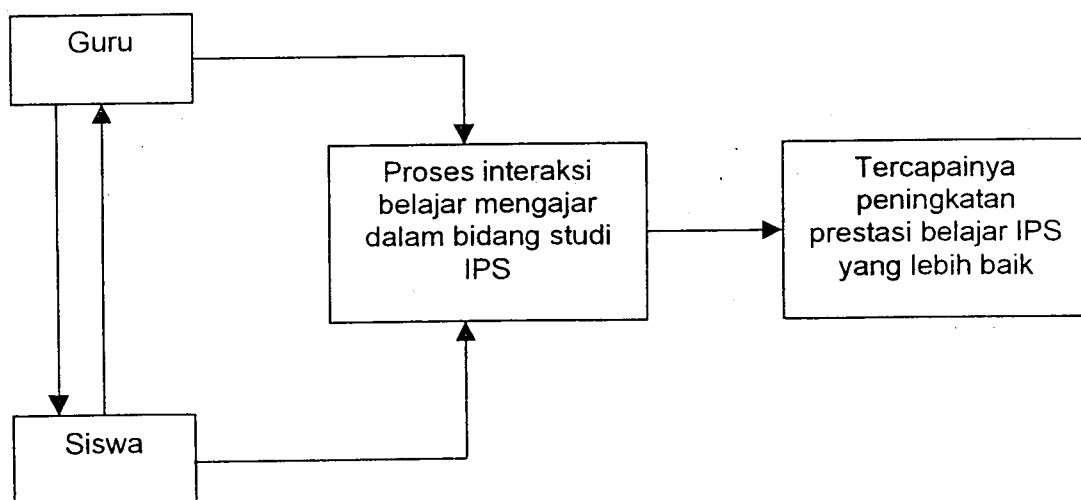 Guru
Proses interaksi
belajar mengajar
dalam bidang studi
IPS
Tercapainya
peningkatan
prestasi belajar IPS
yang lebih baik
Siswa